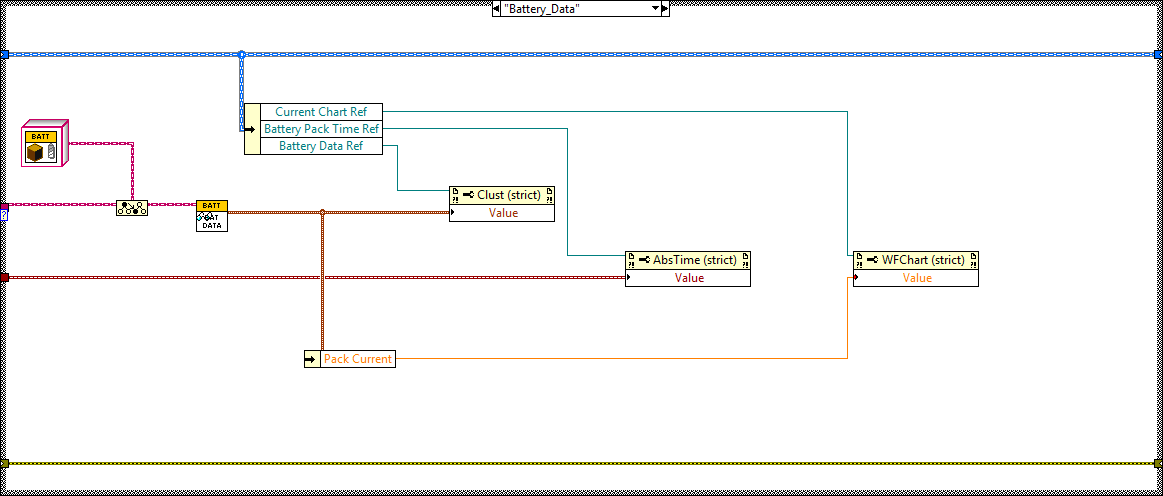 "Battery_Data"
Current Chart Ref
Battery Pack Time Ref
Battery Data Ref
BATT
BATT
DATA
Clust (strict)
Value
AbsTime (strict)
Value
WFChart (strict)
Value
?
Pack Current